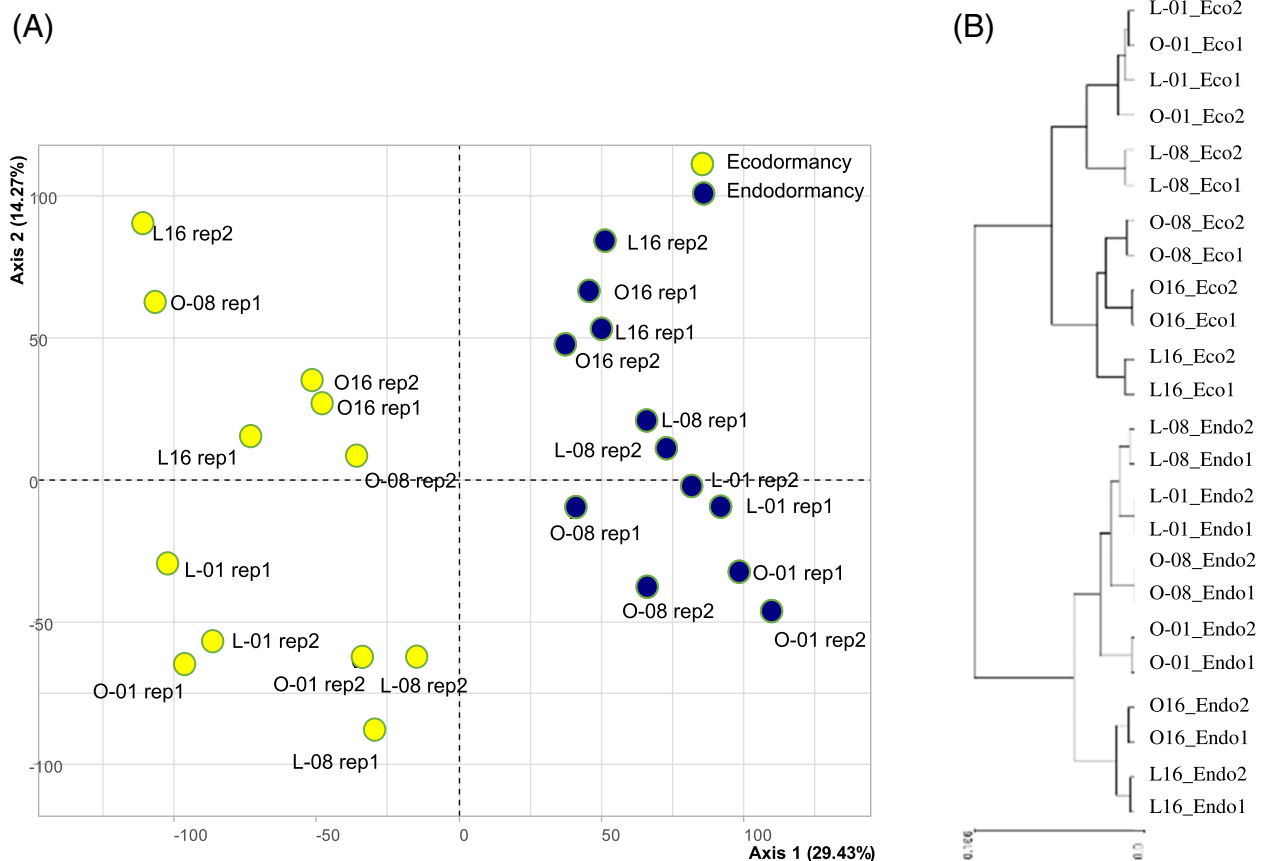 (A)
(B)
Ecodormancy
Endodormancy
Axis 2 (14.27%)
100
50
0
-50
-100
L16 rep2
O-08 rep1
O16 rep2
O16 rep1
L16 rep1
O-08 rep2
L-01 rep1
L-01 rep2
O-01 rep1
O-01 rep2
L-08 rep2
L-08 rep1
L16 rep2
O16 rep1
L16 rep1
O16 rep2
L-08 rep1
L-08 rep2
L-01 rep2
L-01 rep1
O-08 rep1
O-01 rep1
O-08 rep2
O-01 rep2
-100
-50
0
50
100
Axis 1 (29.43%)
L-01_Eco2
O-01_Eco1
L-01_Eco1
O-01_Eco2
L-08_Eco2
L-08_Eco1
O-08_Eco2
O-08_Eco1
O16_Eco2
O16_Eco1
L16_Eco2
L16_Eco1
L-08_Endo2
L-08_Endo1
L-01_Endo2
L-01_Endo1
O-08_Endo2
O-08_Endo1
O-01_Endo2
O-01_Endo1
O16_Endo2
O16_Endo1
L16_Endo2
L16_Endo1
0.0